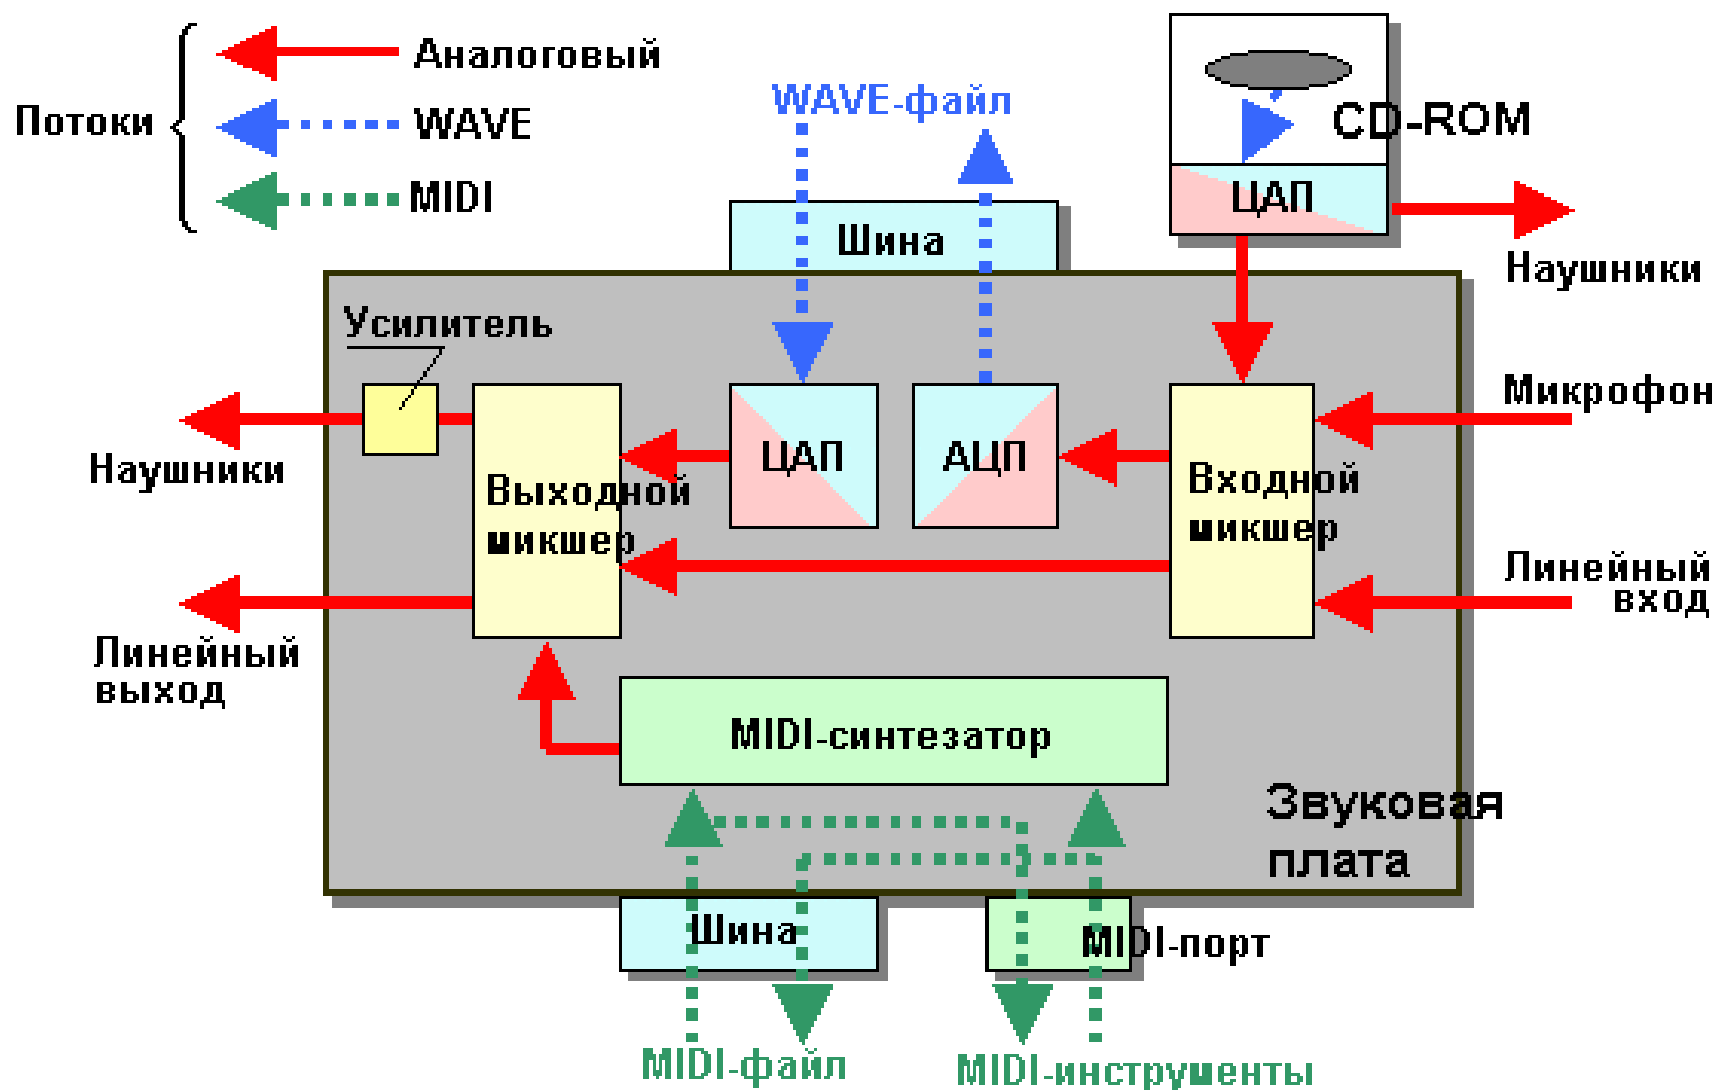 Потоки
Аналоговый
WAVE
MIDI
WAVE-файл
CD-ROM
ЦАП
Наушники
Шина
Усилитель
Наушники
Линейный
выход
Выходной
микшер
ЦАП
АЦП
Входной
микшер
Микрофон
Линейный
вход
MIDI-синтезатор
Звуковая
плата
Шина
MIDI-порт
MIDI-файл
MIDI-инструменты